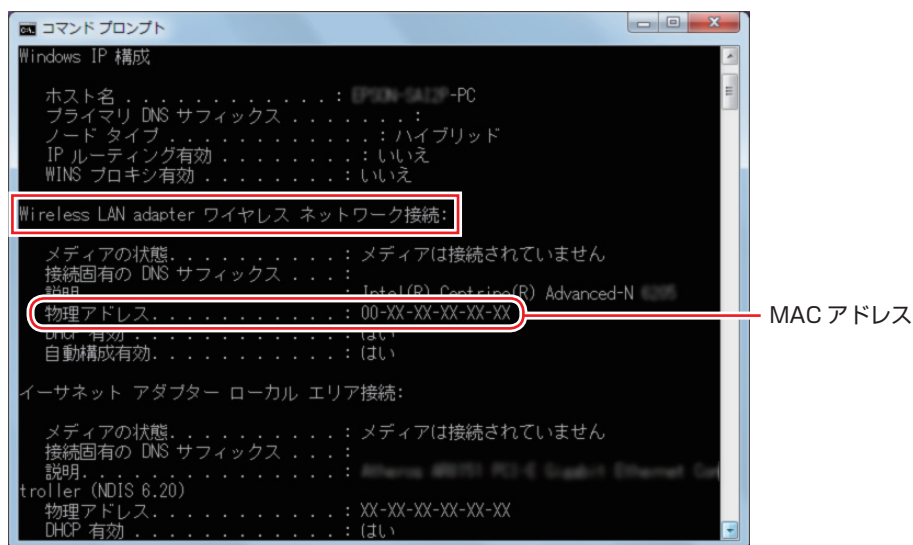 コマンド プロンプト
Windows IP 構成
ホスト名 . . . . . . . . . . . . : -PC
プライマリ DNS サフィックス . . . . . . . :
ノード タイプ . . . . . . . . . . . . : ハイブリッド
IP ルーティング有効 . . . . . . . . : いいえ
WINS プロキシ有効 . . . . . . . . : いいえ
Wireless LAN adapter ワイヤレス ネットワーク接続:
メディアの状態. . . . . . . . . . . : メディアは接続されていません
接続固有の DNS サフィックス . . . :
説明. . . . . . . . . . . . . . . : Intel(R) Centrino(R) Advanced-N
物理アドレス. . . . . . . . . . . . : 00-XX-XX-XX-XX-XX
MAC アドレス
DHCP 有効 . . . . . . . . . . . . : はい
自動構成有効. . . . . . . . . . . . : はい
イーサネット アダプター ローカル エリア接続:
メディアの状態. . . . . . . . . . . : メディアは接続されていません
接続固有の DNS サフィックス . . . :
説明. . . . . . . . . . . . . . . :
troller (NDIS 6.20)
物理アドレス. . . . . . . . . . . . : XX-XX-XX-XX-XX-XX
DHCP 有効 . . . . . . . . . . . . : はい